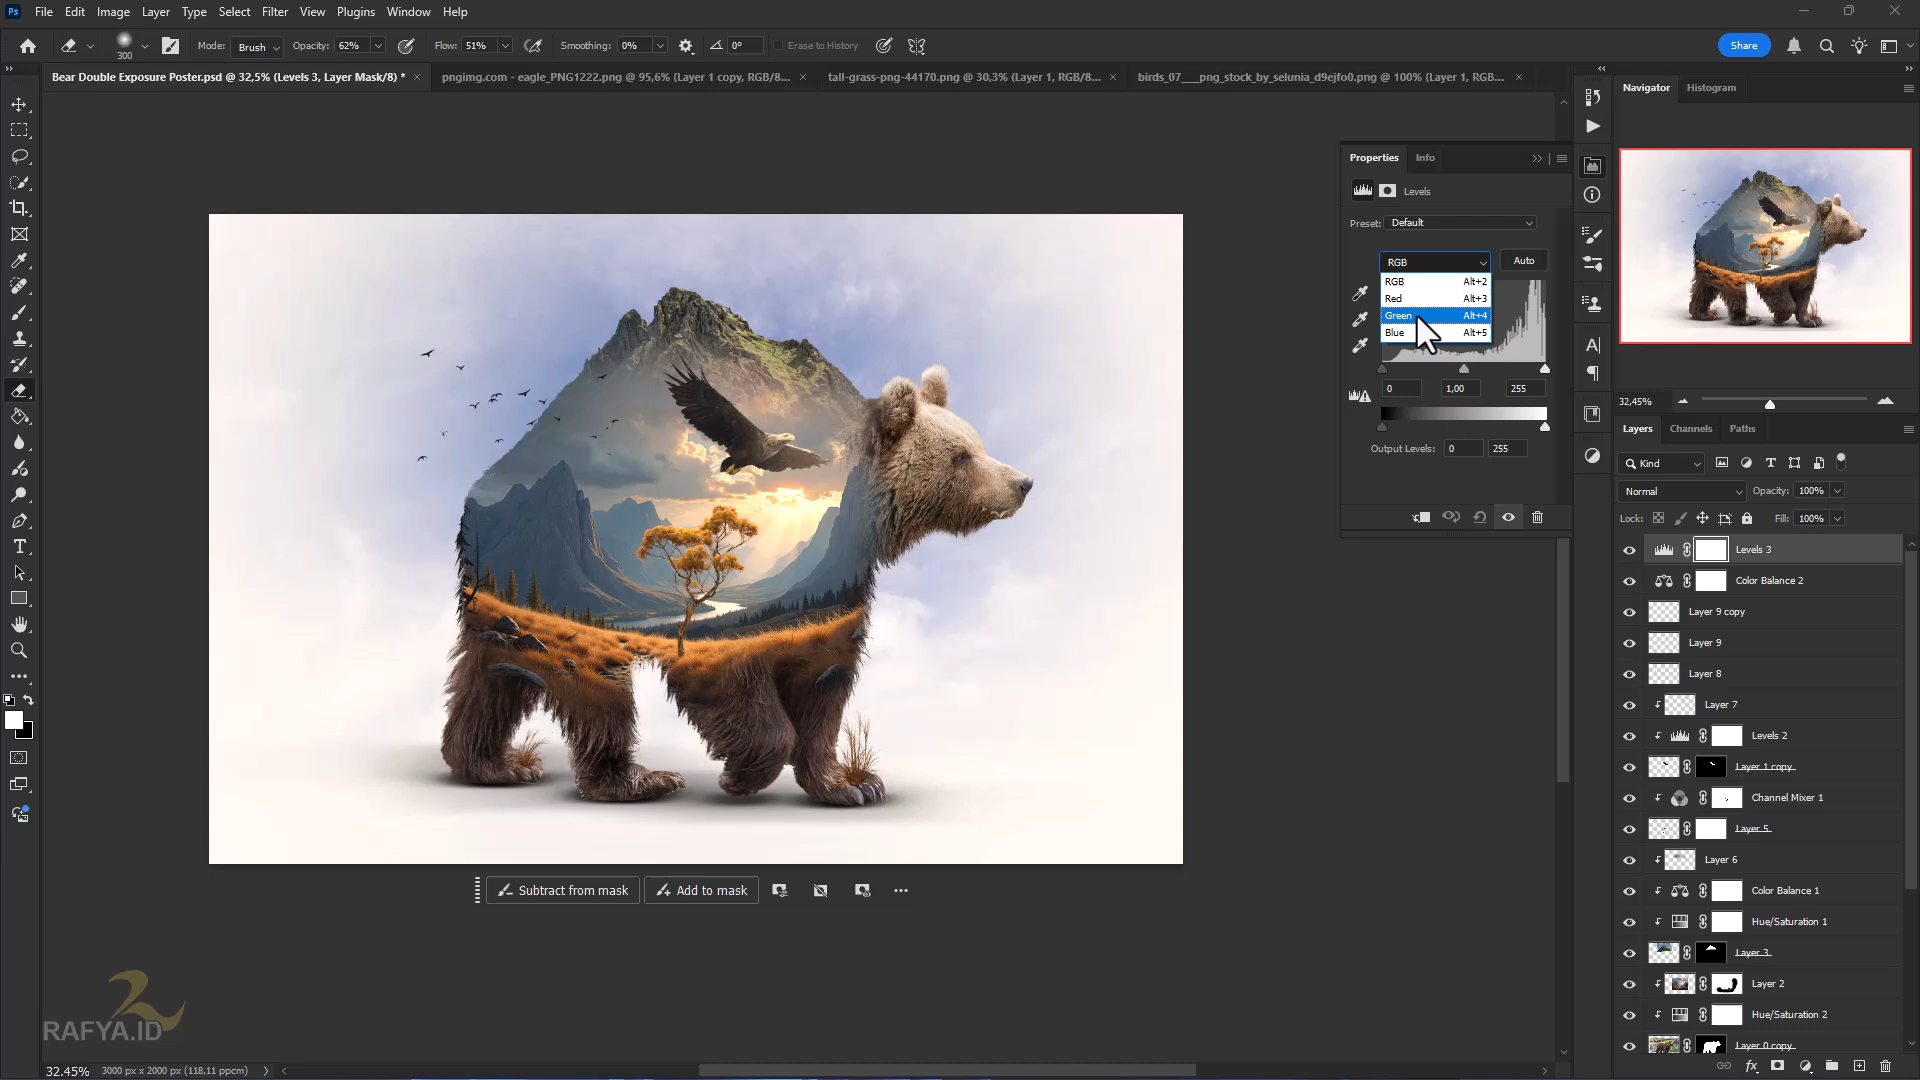 Ps File Edit Image Layer Type Select Filter View Plugins Window Help
300 Mode: Brush Opacity: 62% Flow: 51% Smoothing: 0% 0° Erase to History Share
Bear Double Exposure Poster.psd @ 32,5% (Levels 3, Layer Mask/8) *
pngimg.com - eagle_PNG1222.png @ 95,6% (Layer 1 copy, RGB/8...
tall-grass-png-44170.png @ 30,3% (Layer 1, RGB/8...
birds_07___png_stock_by_selunia_d9ejfo0.png @ 100% (Layer 1, RGB...
Navigator Histogram
Properties Info
Levels
Preset: Default
RGB Auto
RGB Alt+2
Red Alt+3
Green Alt+4
Blue Alt+5
0 1,00 255
Output Levels: 0 255
32,45%
Layers Channels Paths
Kind
Normal Opacity: 100%
Lock: Fill: 100%
Levels 3
Color Balance 2
Layer 9 copy
Layer 9
Layer 8
Layer 7
Levels 2
Layer 1 copy
Channel Mixer 1
Layer 5
Layer 6
Color Balance 1
Hue/Saturation 1
Layer 3
Layer 2
Hue/Saturation 2
Layer 0 copy
Subtract from mask Add to mask
RAFYA.ID
32.45% 3000 px x 2000 px (118,11 ppcm)